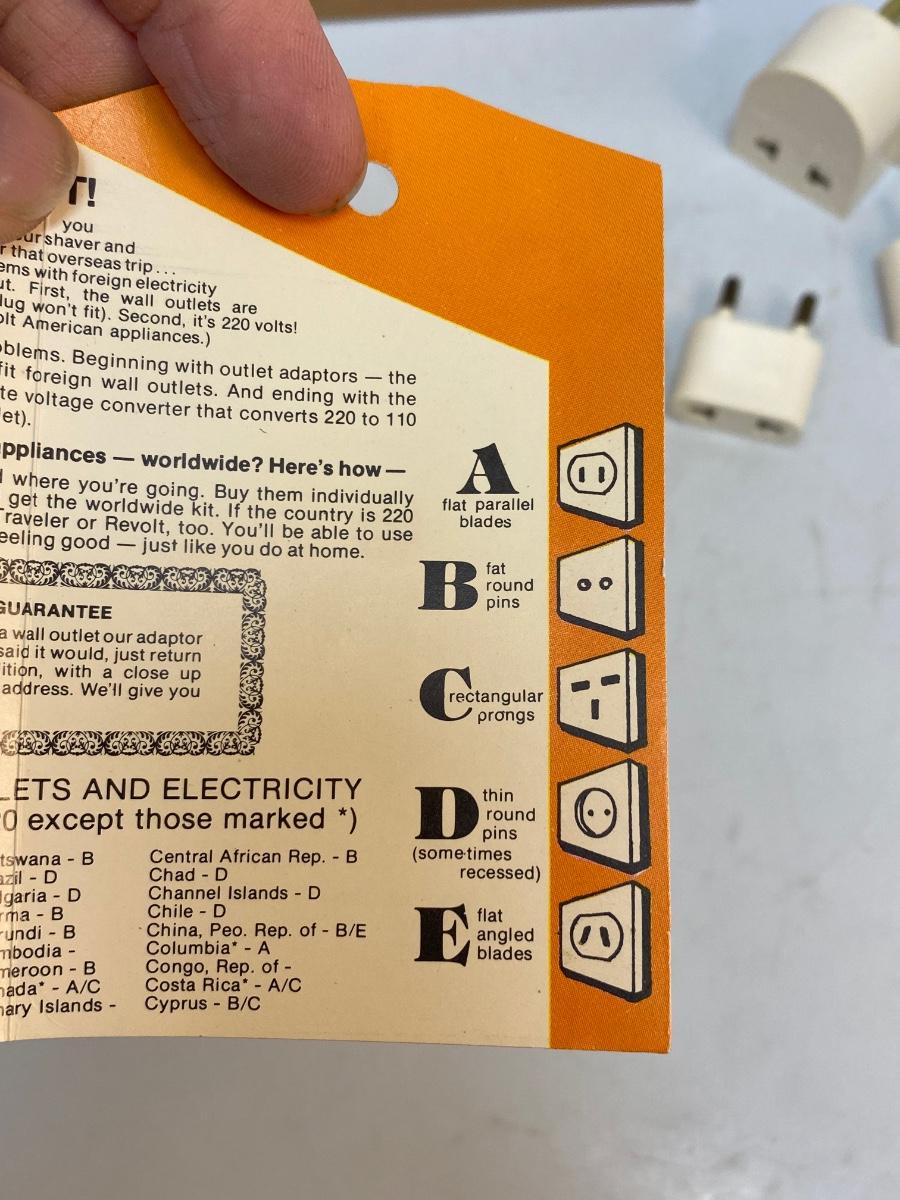 T!
you
ur shaver and
r that overseas trip...
ems with foreign electricity
ut. First, the wall outlets are
lug won't fit). Second, it's 220 volts!
olt American appliances.)
oblems. Beginning with outlet adaptors — the
fit foreign wall outlets. And ending with the
te voltage converter that converts 220 to 110
let).
appliances — worldwide? Here's how —
d where you're going. Buy them individually
get the worldwide kit. If the country is 220
raveler or Revolt, too. You'll be able to use
eeling good — just like you do at home.
GUARANTEE
a wall outlet our adaptor
said it would, just return
ition, with a close up
address. We'll give you
LETS AND ELECTRICITY
0 except those marked *)
tswana - B
azil - D
lgaria - D
rma - B
rundi - B
mbodia -
meroon - B
nada* - A/C
nary Islands -
Central African Rep. - B
Chad - D
Channel Islands - D
Chile - D
China, Peo. Rep. of - B/E
Columbia* - A
Congo, Rep. of -
Costa Rica* - A/C
Cyprus - B/C
A
flat parallel
blades
B fat
round
pins
C rectangular
prongs
D thin
round
pins
(sometimes
recessed)
E flat
angled
blades